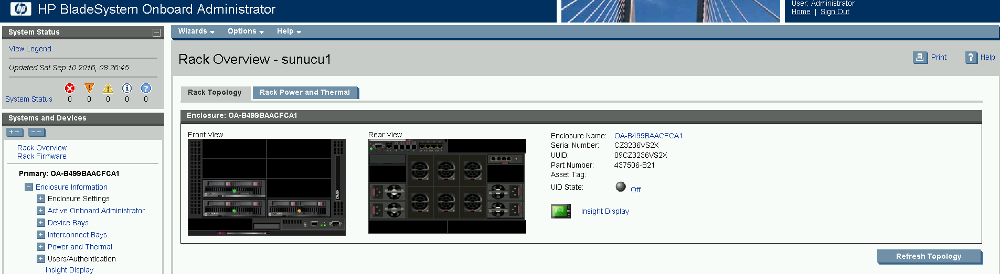 hp HP BladeSystem Onboard Administrator
User: Administrator
Home | Sign Out
System Status
View Legend ...
Updated Sat Sep 10 2016, 08:26:45
System Status 0 0 0 0 0
Systems and Devices
++ --
Rack Overview
Rack Firmware
Primary: OA-B499BAACFCA1
Enclosure Information
Enclosure Settings
Active Onboard Administrator
Device Bays
Interconnect Bays
Power and Thermal
Users/Authentication
Insight Display
Wizards Options Help
Rack Overview - sunucu1
Print Help
Rack Topology Rack Power and Thermal
Enclosure: OA-B499BAACFCA1
Front View
DVD
Rear View
Enclosure Name: OA-B499BAACFCA1
Serial Number: CZ3236VS2X
UUID: 09CZ3236VS2X
Part Number: 437506-B21
Asset Tag:
UID State: Off
Insight Display
Refresh Topology